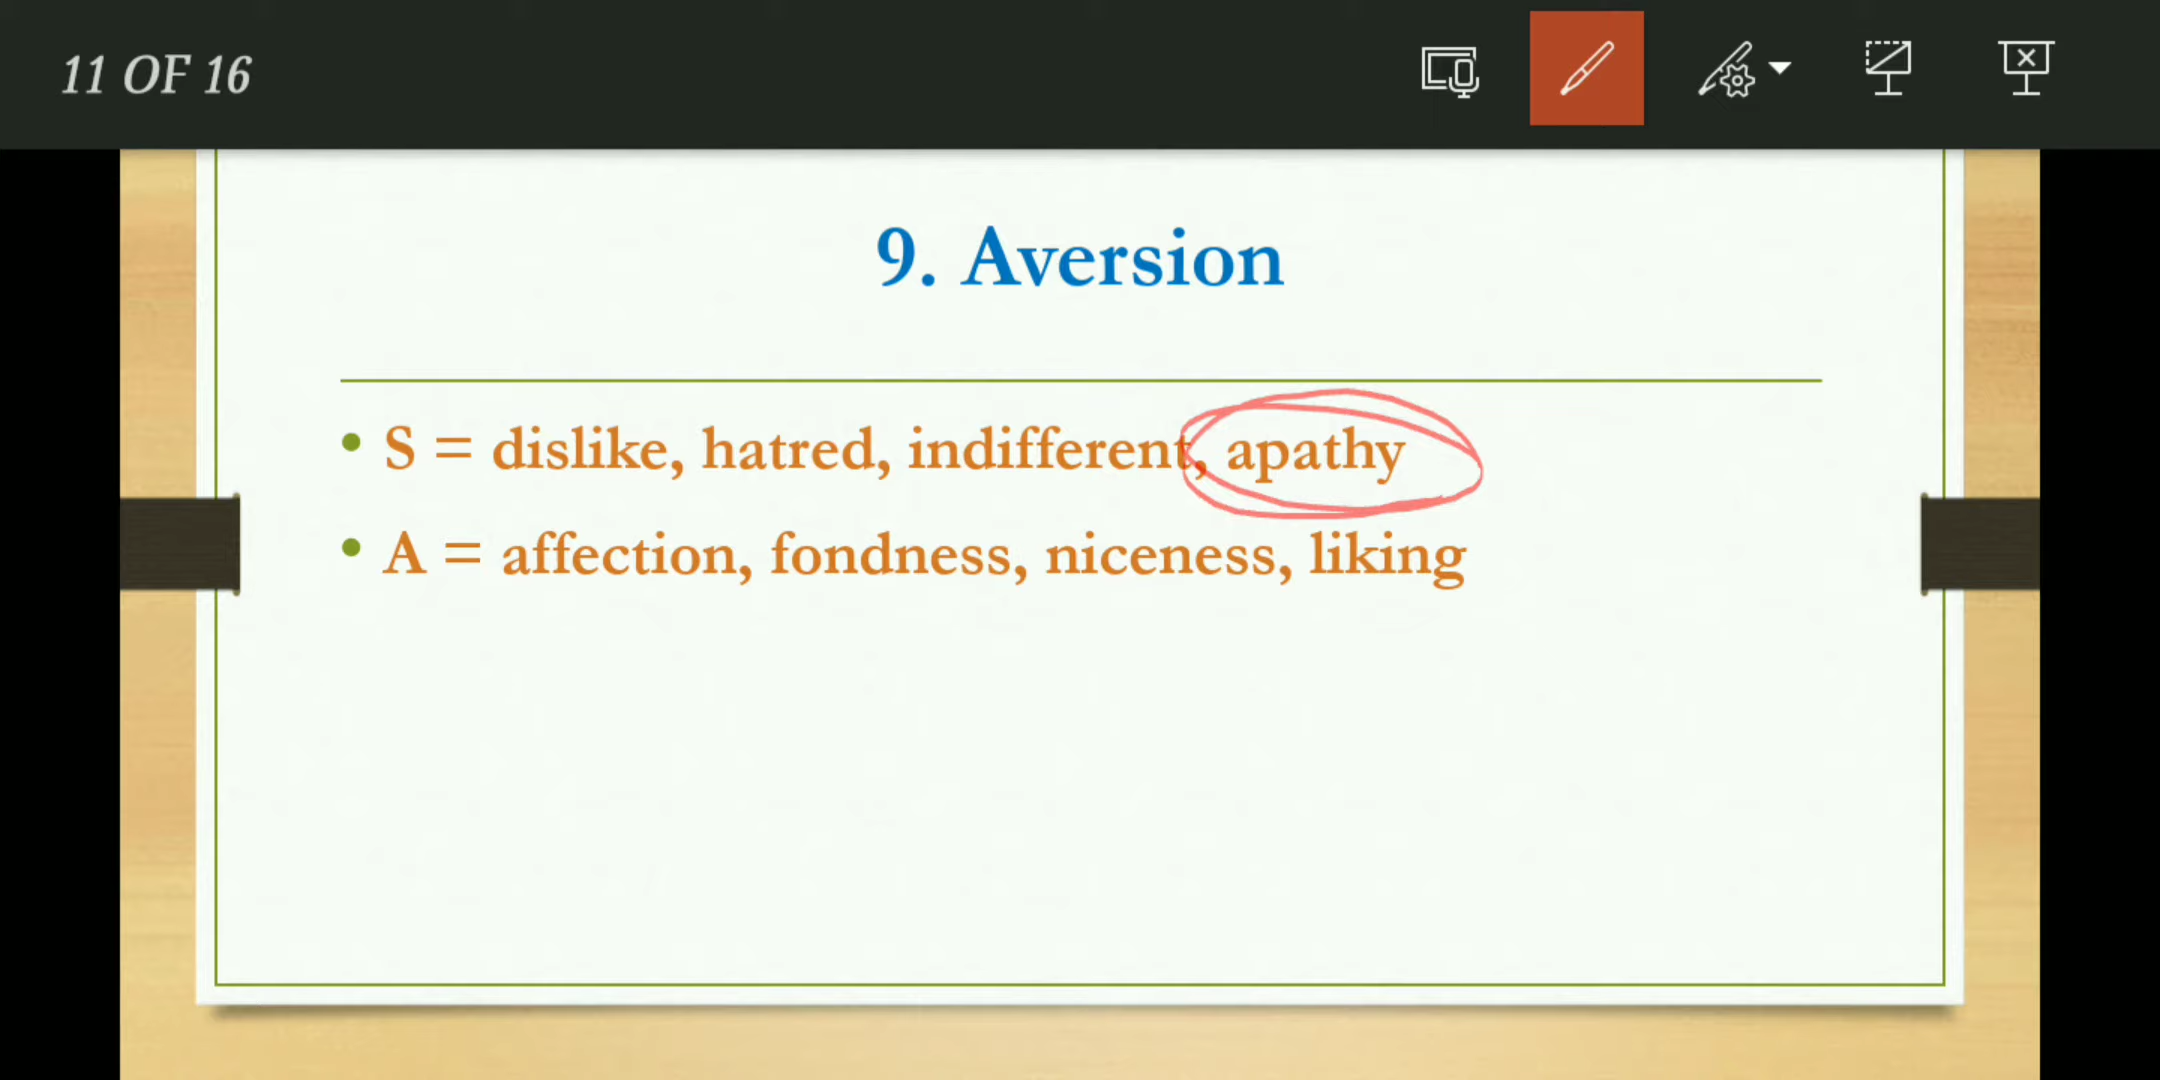 11 OF 16
9. Aversion
• S = dislike, hatred, indifferent, apathy
• A = affection, fondness, niceness, liking